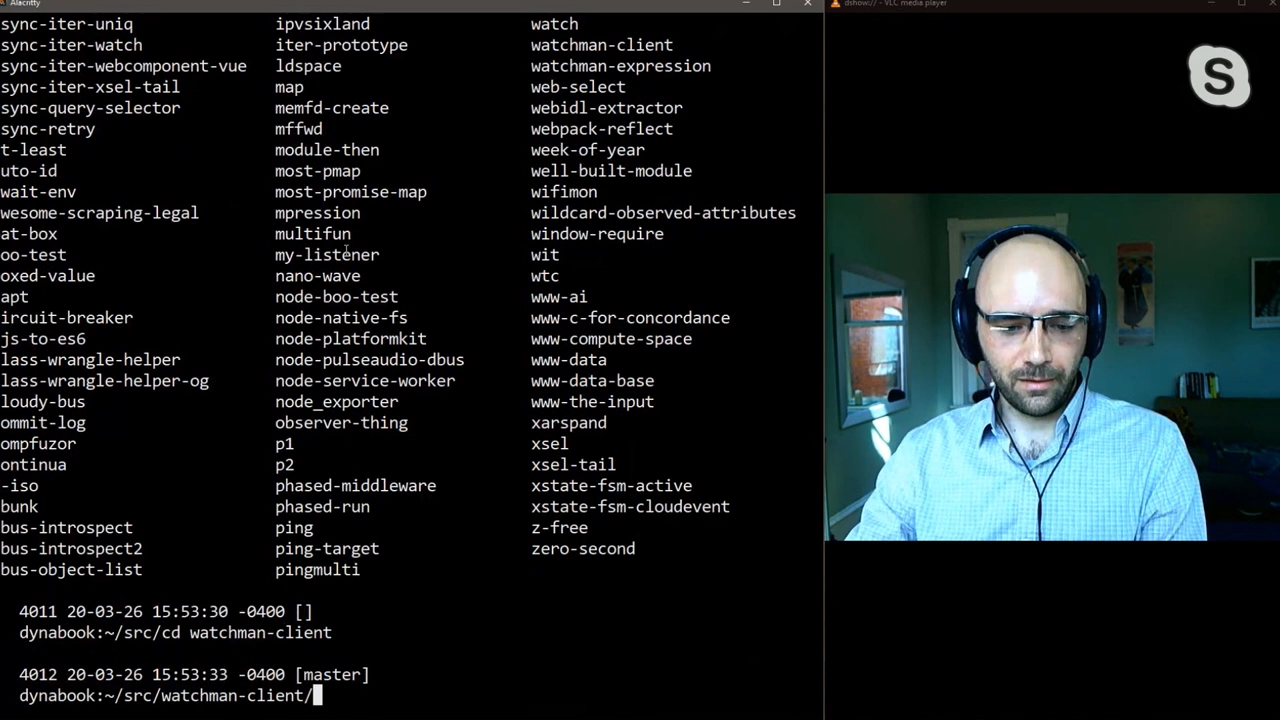 Alacritty
dshow:// - VLC media player
sync-iter-uniq ipvsixland watch
sync-iter-watch iter-prototype watchman-client
sync-iter-webcomponent-vue ldspace watchman-expression
sync-iter-xsel-tail map web-select
sync-query-selector memfd-create webidl-extractor
sync-retry mffwd webpack-reflect
t-least module-then week-of-year
uto-id most-pmap well-built-module
wait-env most-promise-map wifimon
wesome-scraping-legal mpression wildcard-observed-attributes
at-box multifun window-require
oo-test my-listener wit
oxed-value nano-wave wtc
apt node-boo-test www-ai
ircuit-breaker node-native-fs www-c-for-concordance
js-to-es6 node-platformkit www-compute-space
lass-wrangle-helper node-pulseaudio-dbus www-data
lass-wrangle-helper-og node-service-worker www-data-base
loudy-bus node_exporter www-the-input
ommit-log observer-thing xarspand
ompfuzor p1 xsel
ontinua p2 xsel-tail
-iso phased-middleware xstate-fsm-active
bunk phased-run xstate-fsm-cloudevent
bus-introspect ping z-free
bus-introspect2 ping-target zero-second
bus-object-list pingmulti
4011 20-03-26 15:53:30 -0400 []
dynabook:~/src/cd watchman-client
4012 20-03-26 15:53:33 -0400 [master]
dynabook:~/src/watchman-client/
S